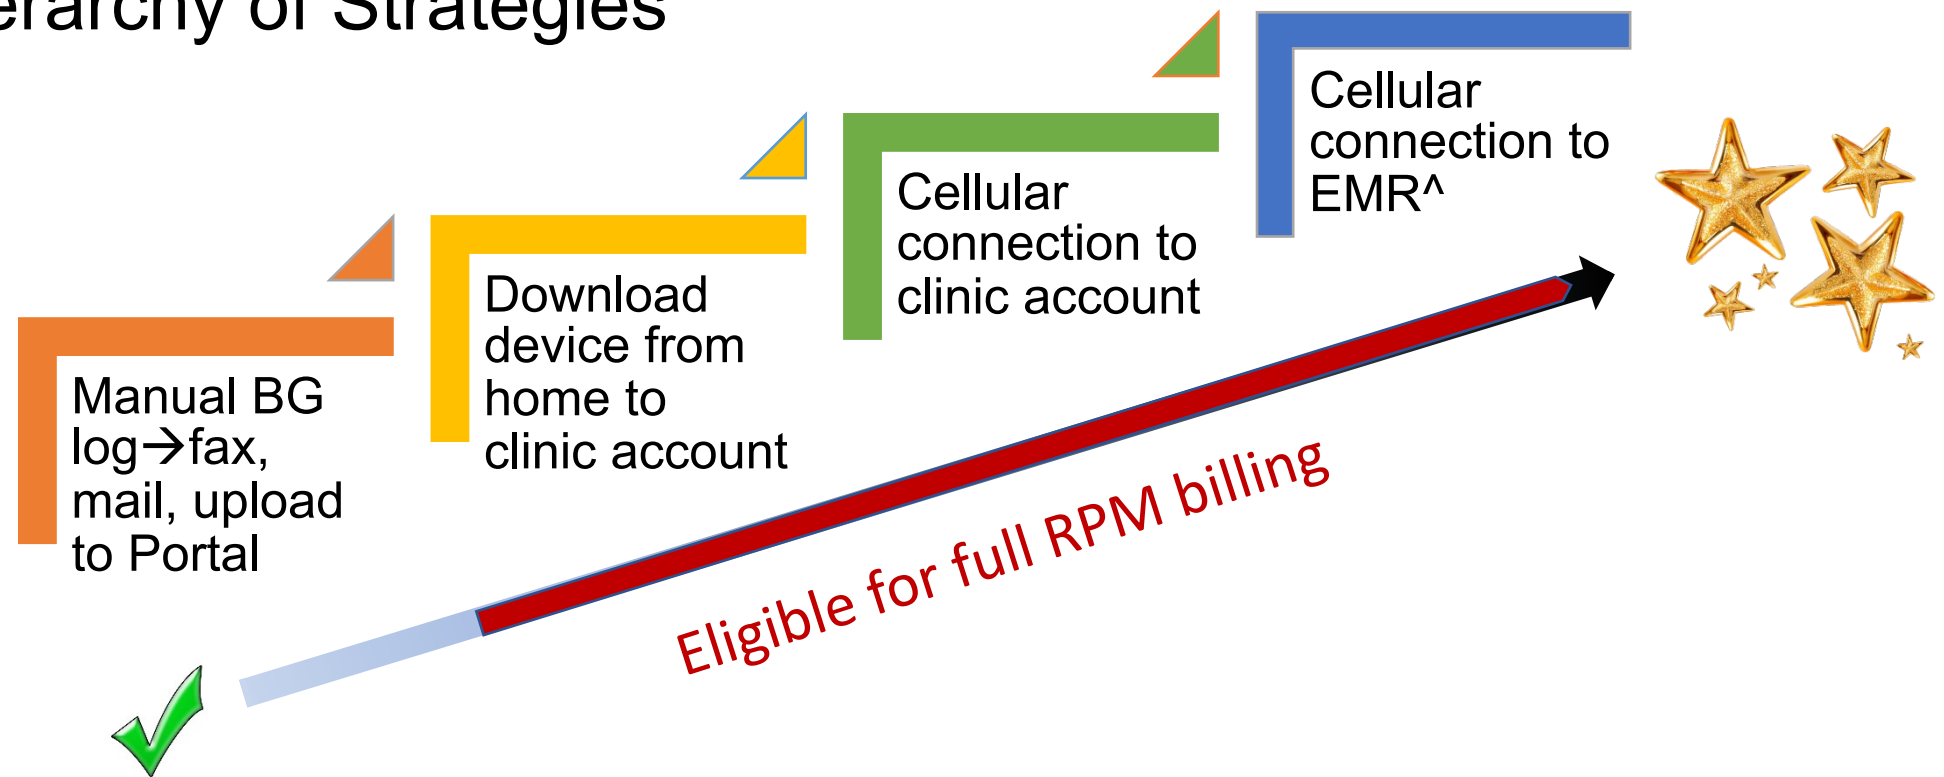 erarchy of Strategies
Manual BG
log→fax,
mail, upload
to Portal
Download
device from
home to
clinic account
Cellular
connection to
clinic account
Cellular
connection to
EMR^
Eligible for full RPM billing